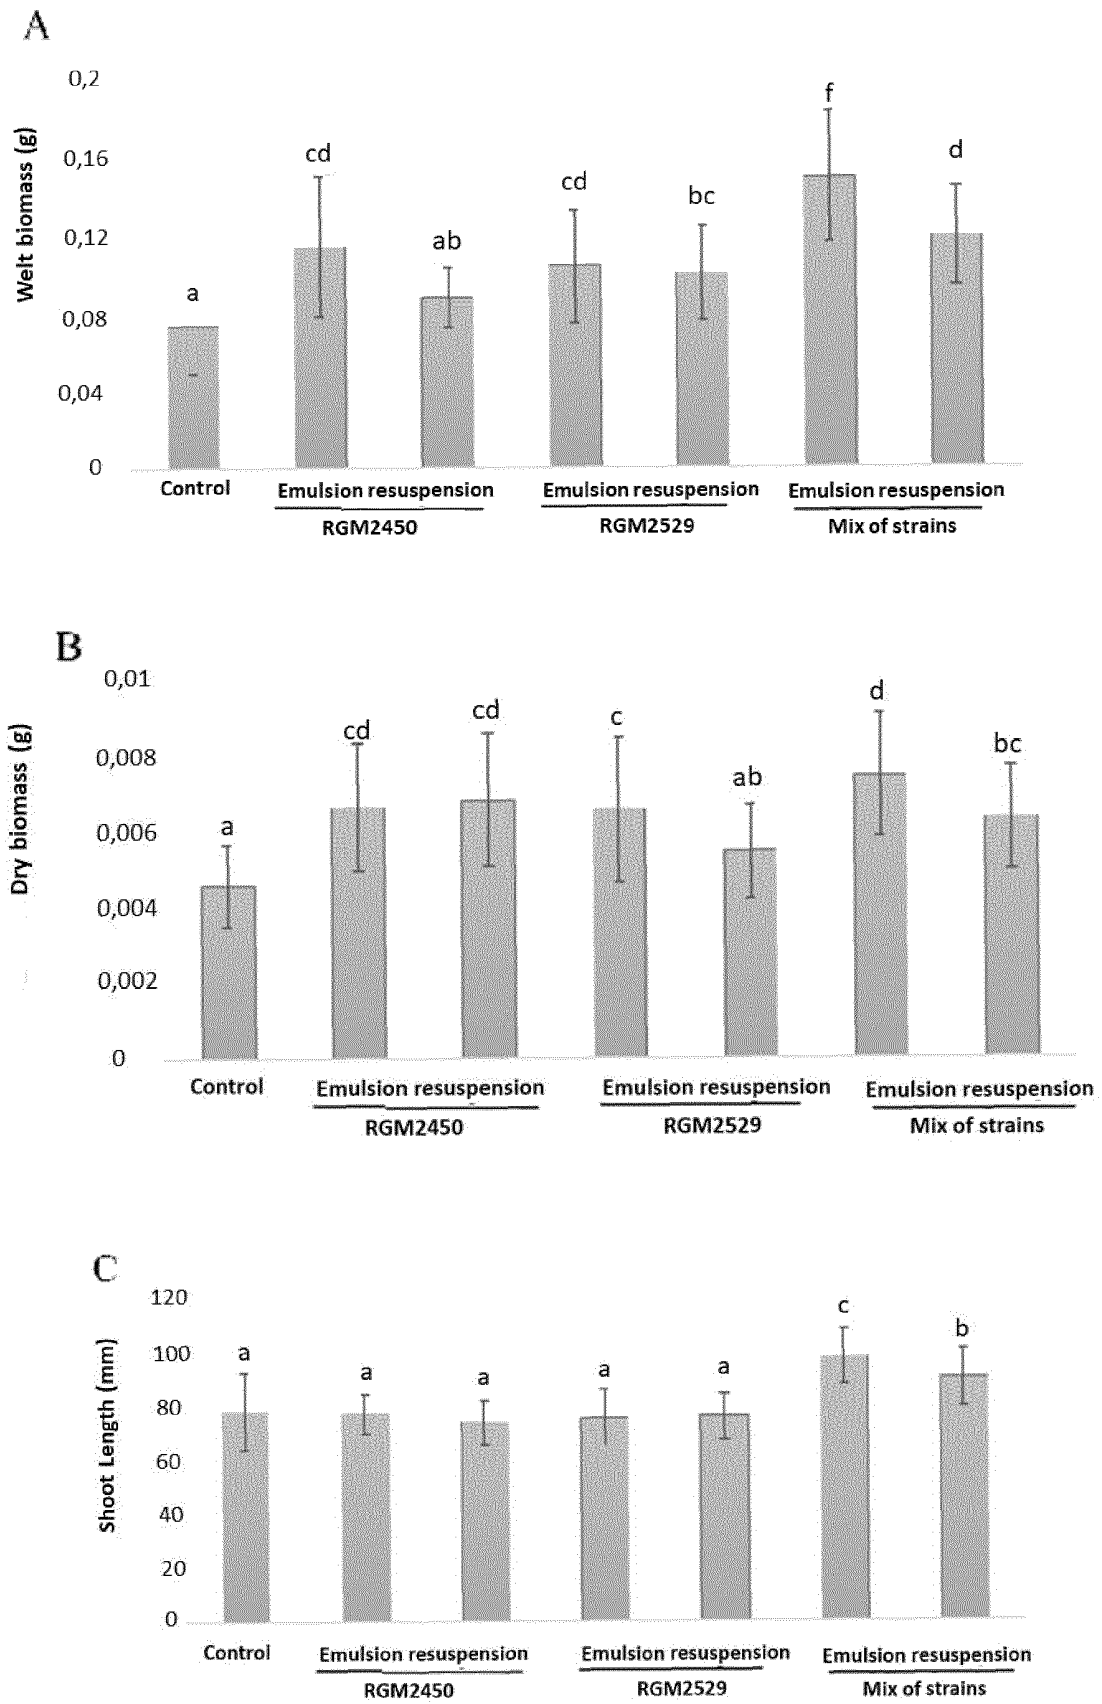 A
Welt biomass (g)
0,2
0,16
0,12
0,08
0,04
0
a
cd
ab
cd
bc
f
d
Control
Emulsion resuspension
Emulsion resuspension
Emulsion resuspension
RGM2450
RGM2529
Mix of strains
B
Dry biomass (g)
0,01
0,008
0,006
0,004
0,002
0
a
cd
cd
c
ab
d
bc
Control
Emulsion resuspension
Emulsion resuspension
Emulsion resuspension
RGM2450
RGM2529
Mix of strains
C
Shoot Length (mm)
120
100
80
60
40
20
0
a
a
a
a
a
c
b
Control
Emulsion resuspension
Emulsion resuspension
Emulsion resuspension
RGM2450
RGM2529
Mix of strains